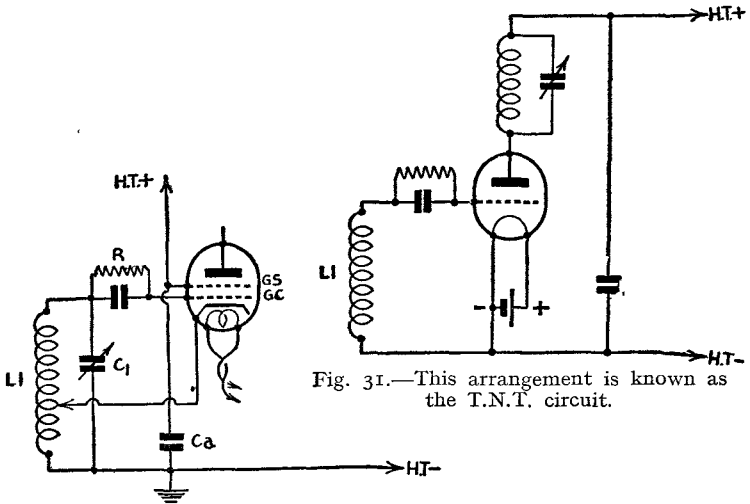 H.T.+
R
GS
GC
L1
C1
Ca
H.T-
H.T.+
L1
- +
H.T-
Fig. 31.—This arrangement is known as
the T.N.T. circuit.